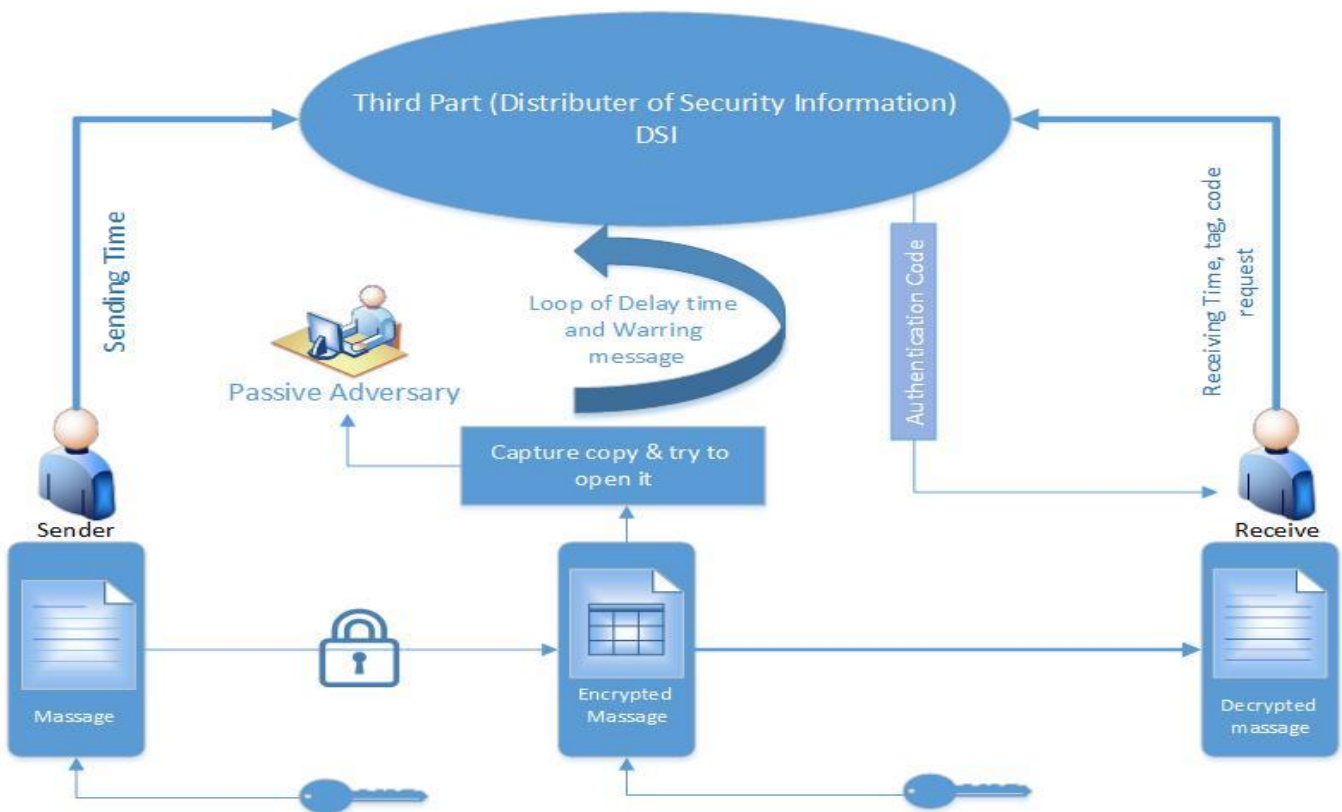 Third Part (Distributer of Security Information)
DSI
Sending Time
Receiving Time, tag, code
request
Authentication Code
Loop of Delay time
and Warring
message
Passive Adversary
Capture copy & try to
open it
Sender
Receive
Massage
Encrypted
Massage
Decrypted
massage